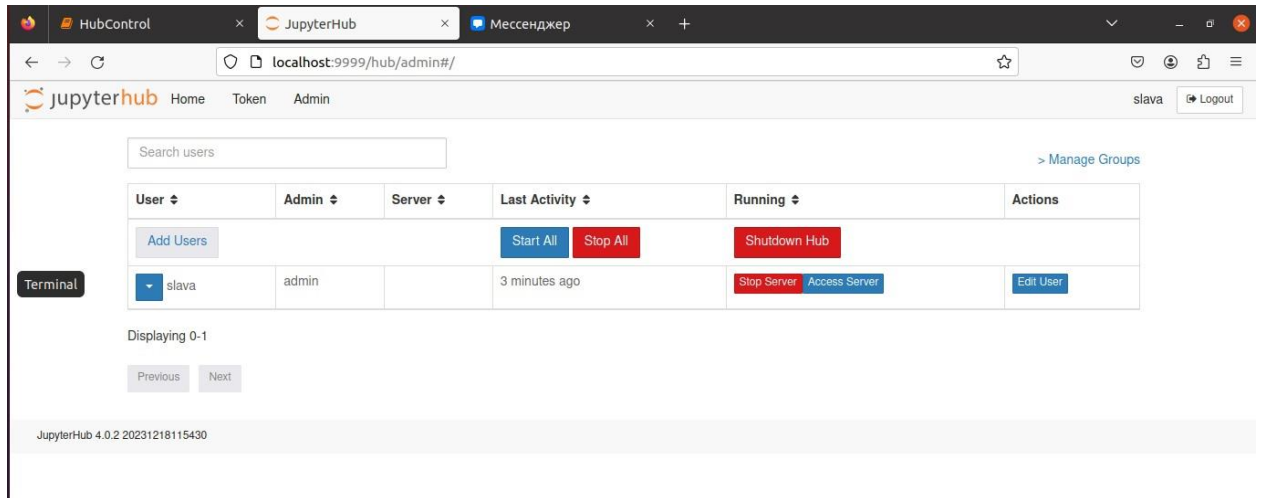 HubControl
JupyterHub
Мессенджер
localhost:9999/hub/admin#/
jupyterhub Home Token Admin slava Logout
Search users
> Manage Groups
User Admin Server Last Activity Running Actions
Add Users Start All Stop All Shutdown Hub
Terminal
slava admin 3 minutes ago Stop Server Access Server Edit User
Displaying 0-1
Previous Next
JupyterHub 4.0.2 20231218115430